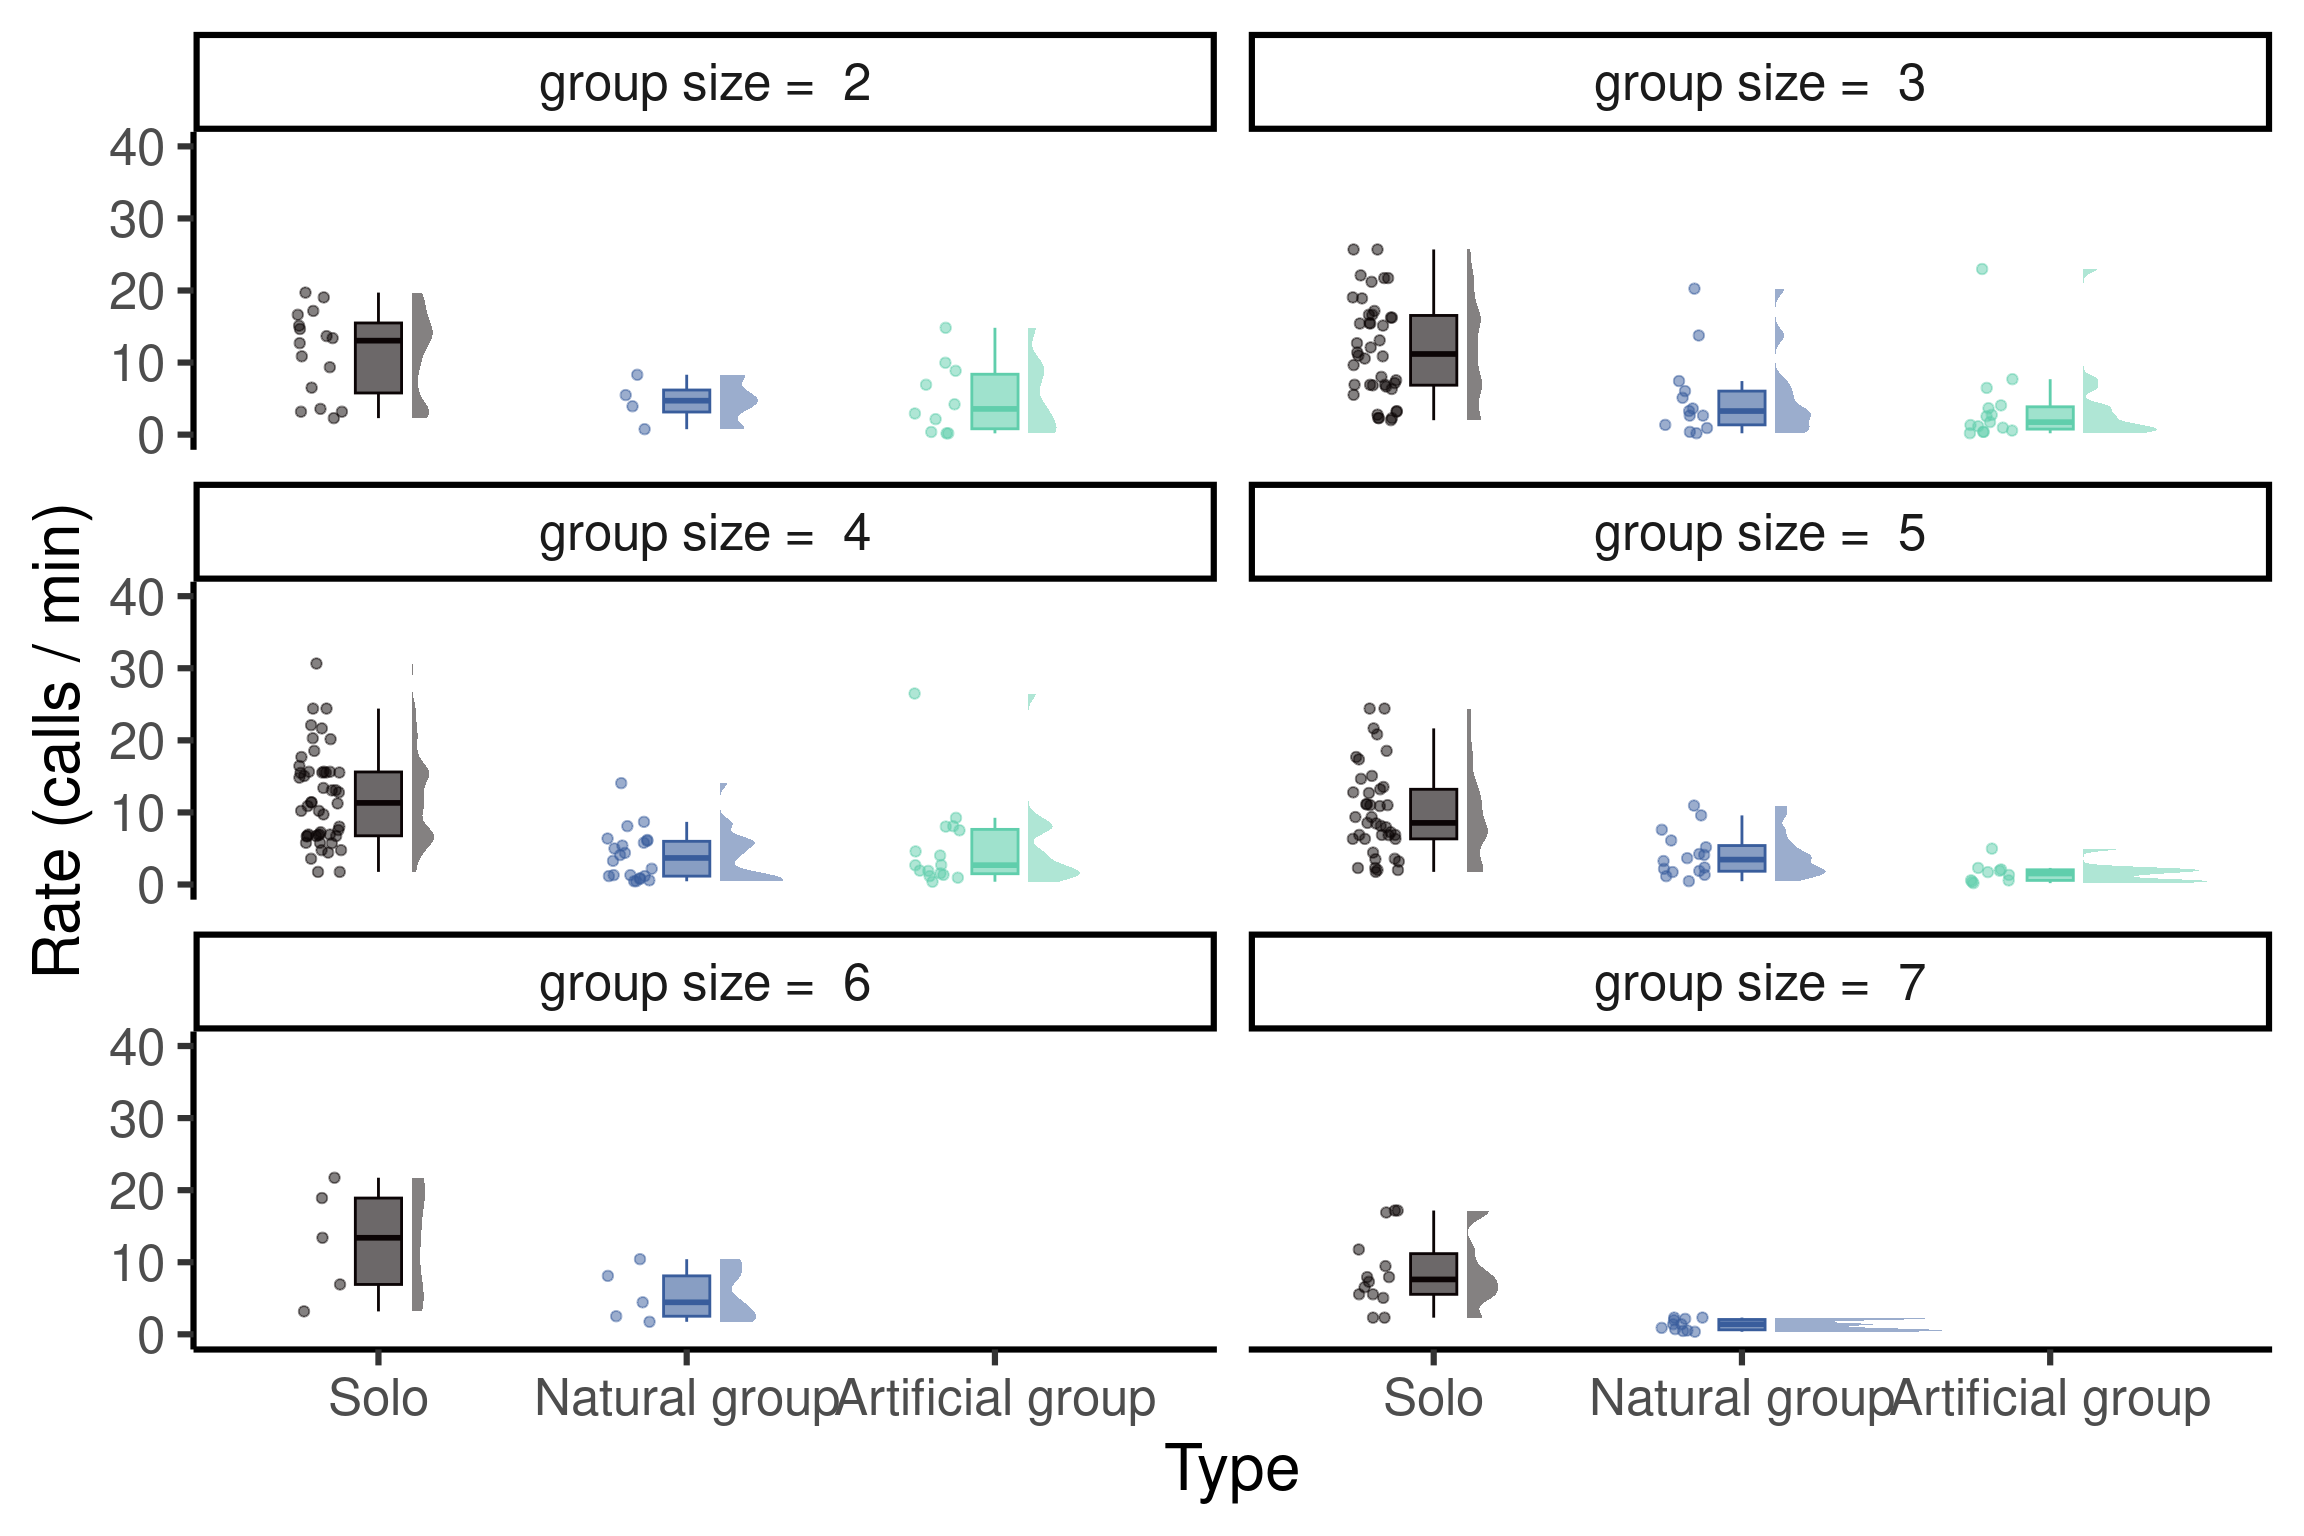 group size =  2
group size =  3
40
30
20
10
0
group size =  4
group size =  5
40
30
20
10
0
group size =  6
group size =  7
40
30
20
10
0
Rate (calls / min)
Solo Natural group Artificial group
Solo Natural group Artificial group
Type